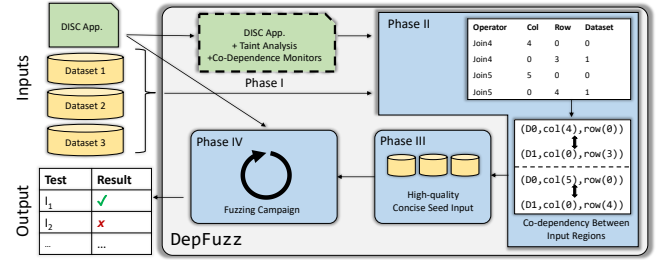 Inputs
DISC App.
Dataset 1
Dataset 2
Dataset 3
DISC App.
+ Taint Analysis
+Co-Dependence Monitors
Phase I
Phase II
Operator Col Row Dataset
Join4 4 0 0
Join4 0 3 1
Join5 5 0 0
Join5 0 4 1
(D0,col(4),row(0))
(D1,col(0),row(3))
(D0,col(5),row(0))
(D1,col(0),row(4))
Co-dependency Between
Input Regions
Phase III
High-quality
Concise Seed Input
Phase IV
Fuzzing Campaign
DepFuzz
Output
Test Result
I1 ✓
I2 x
... ...